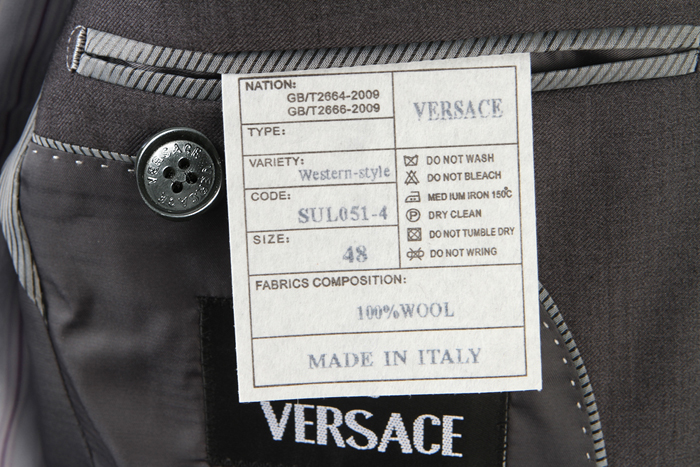 NATION:
GB/T2664-2009
GB/T2666-2009
VERSACE
TYPE:
VARIETY:
Western-style
CODE:
SUL051-4
SIZE:
48
DO NOT WASH
DO NOT BLEACH
MEDIUM IRON 150℃
P DRY CLEAN
DO NOT TUMBLE DRY
DO NOT WRING
FABRICS COMPOSITION:
100%WOOL
MADE IN ITALY
VERSACE
VERSACE